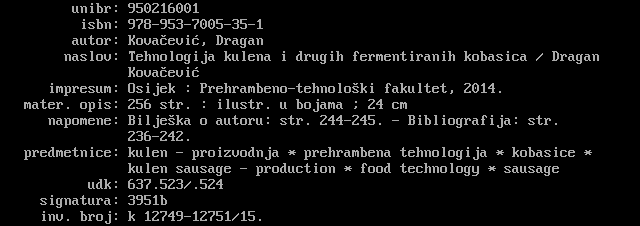 unibr: 950216001
isbn: 978-953-7005-35-1
autor: Kovačević, Dragan
naslov: Tehnologija kulena i drugih fermentiranih kobasica / Dragan
Kovačević
impresum: Osijek : Prehrambeno-tehnološki fakultet, 2014.
mater. opis: 256 str. : ilustr. u bojama ; 24 cm
napomene: Bilješka o autoru: str. 244-245. - Bibliografija: str.
236-242.
predmetnice: kulen - proizvodnja * prehrambena tehnologija * kobasice *
kulen sausage - production * food technology * sausage
udk: 637.523/.524
signatura: 3951b
inv. broj: k 12749-12751/15.